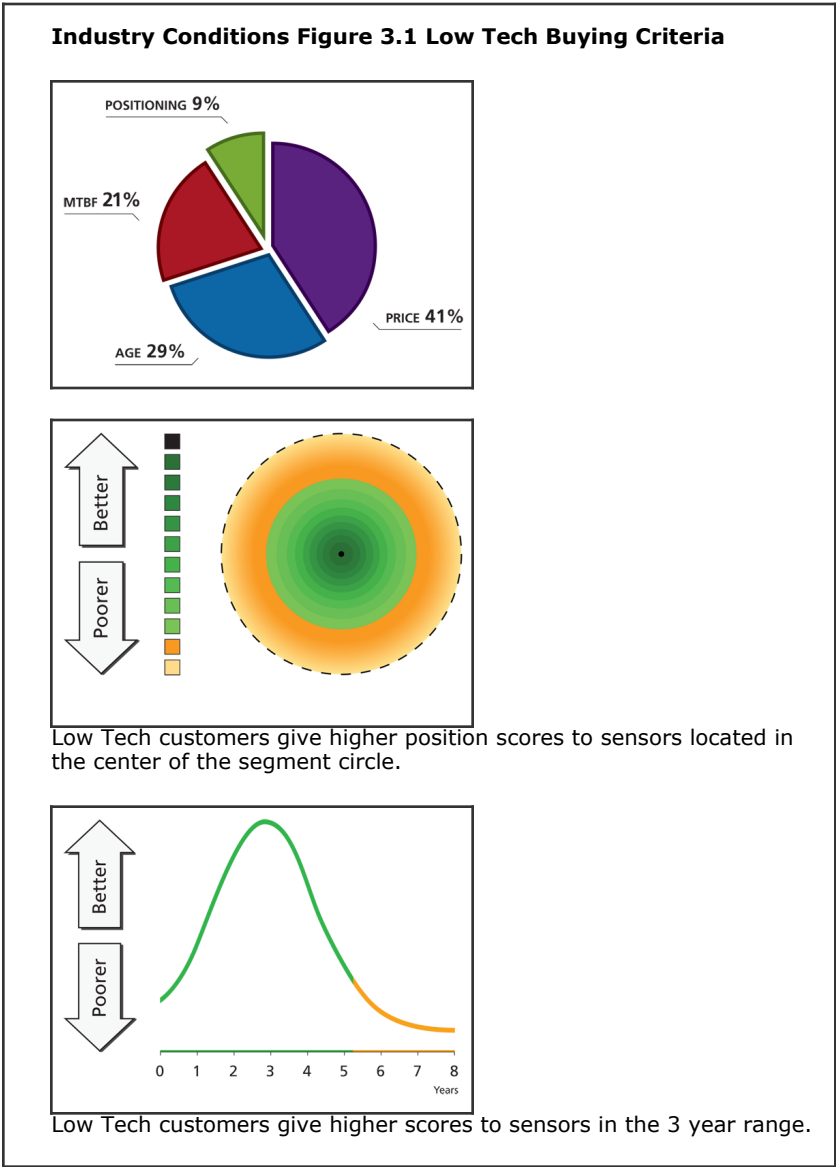 Industry Conditions Figure 3.1 Low Tech Buying Criteria
POSITIONING 9%
MTBF 21%
PRICE 41%
AGE 29%
Better
Poorer
Low Tech customers give higher position scores to sensors located in
the center of the segment circle.
Better
Poorer
0 1 2 3 4 5 6 7 8
Years
Low Tech customers give higher scores to sensors in the 3 year range.